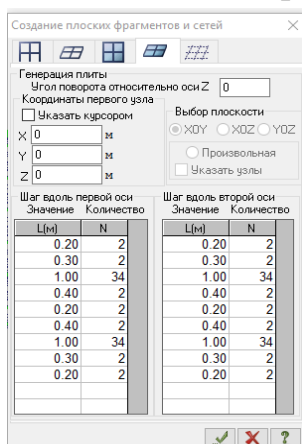 Создание плоских фрагментов и сетей
Генерация плиты
Угол поворота относительно оси Z 0
Координаты первого узла
Указать курсором
X 0 м
Y 0 м
Z 0 м
Выбор плоскости
XOY XOZ YOZ
Произвольная
Указать узлы
Шаг вдоль первой оси
Значение Количество
L(м) N
0.20 2
0.30 2
1.00 34
0.40 2
0.20 2
0.40 2
1.00 34
0.30 2
0.20 2
Шаг вдоль второй оси
Значение Количество
L(м) N
0.20 2
0.30 2
1.00 34
0.40 2
0.20 2
0.40 2
1.00 34
0.30 2
0.20 2
?